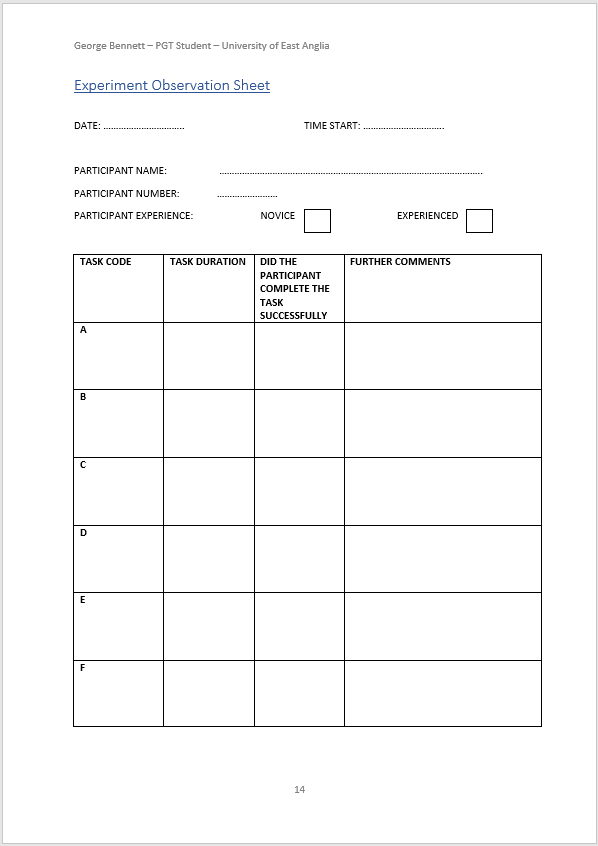 George Bennett – PGT Student – University of East Anglia
Experiment Observation Sheet
DATE: ………………………… TIME START: …………………………
PARTICIPANT NAME: ……………………………………………………………………………………
PARTICIPANT NUMBER: ………………….
PARTICIPANT EXPERIENCE: NOVICE EXPERIENCED
TASK CODE TASK DURATION DID THE PARTICIPANT COMPLETE THE TASK SUCCESSFULLY FURTHER COMMENTS
A
B
C
D
E
F
14